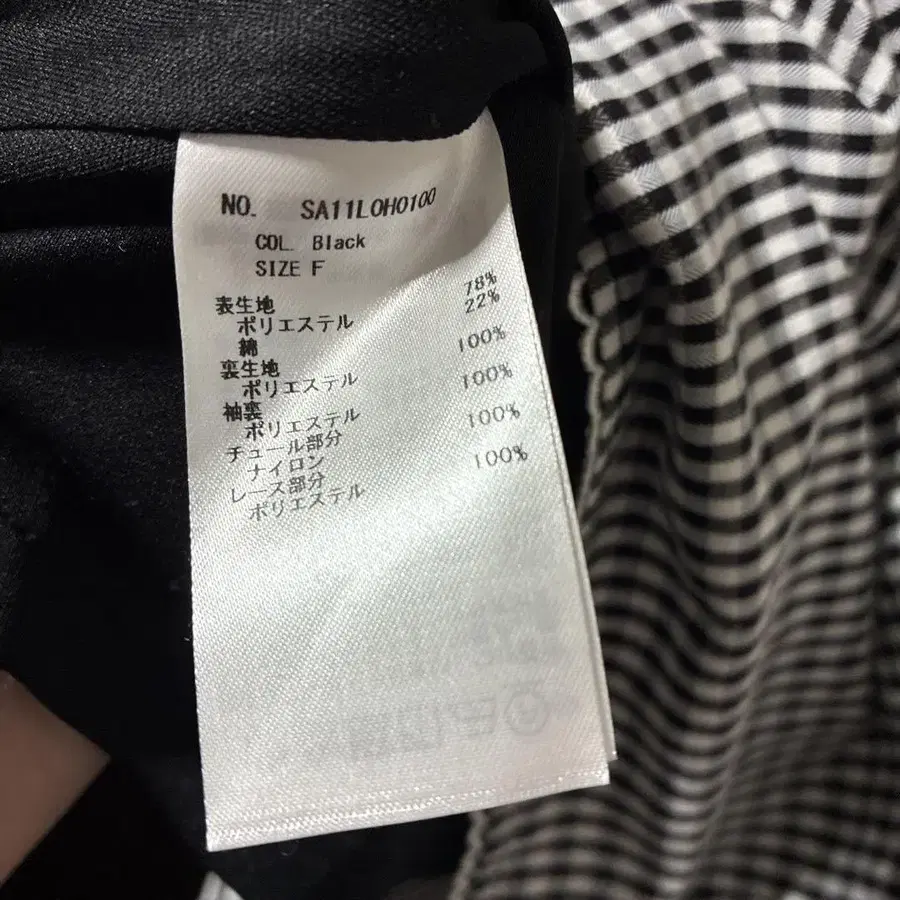 NO. SA11LOH0100
COL. Black
SIZE F
表生地
ポリエステル 78%
綿 22%
裏生地
ポリエステル 100%
袖裏
ポリエステル 100%
チュール部分
ナイロン 100%
レース部分
ポリエステル 100%